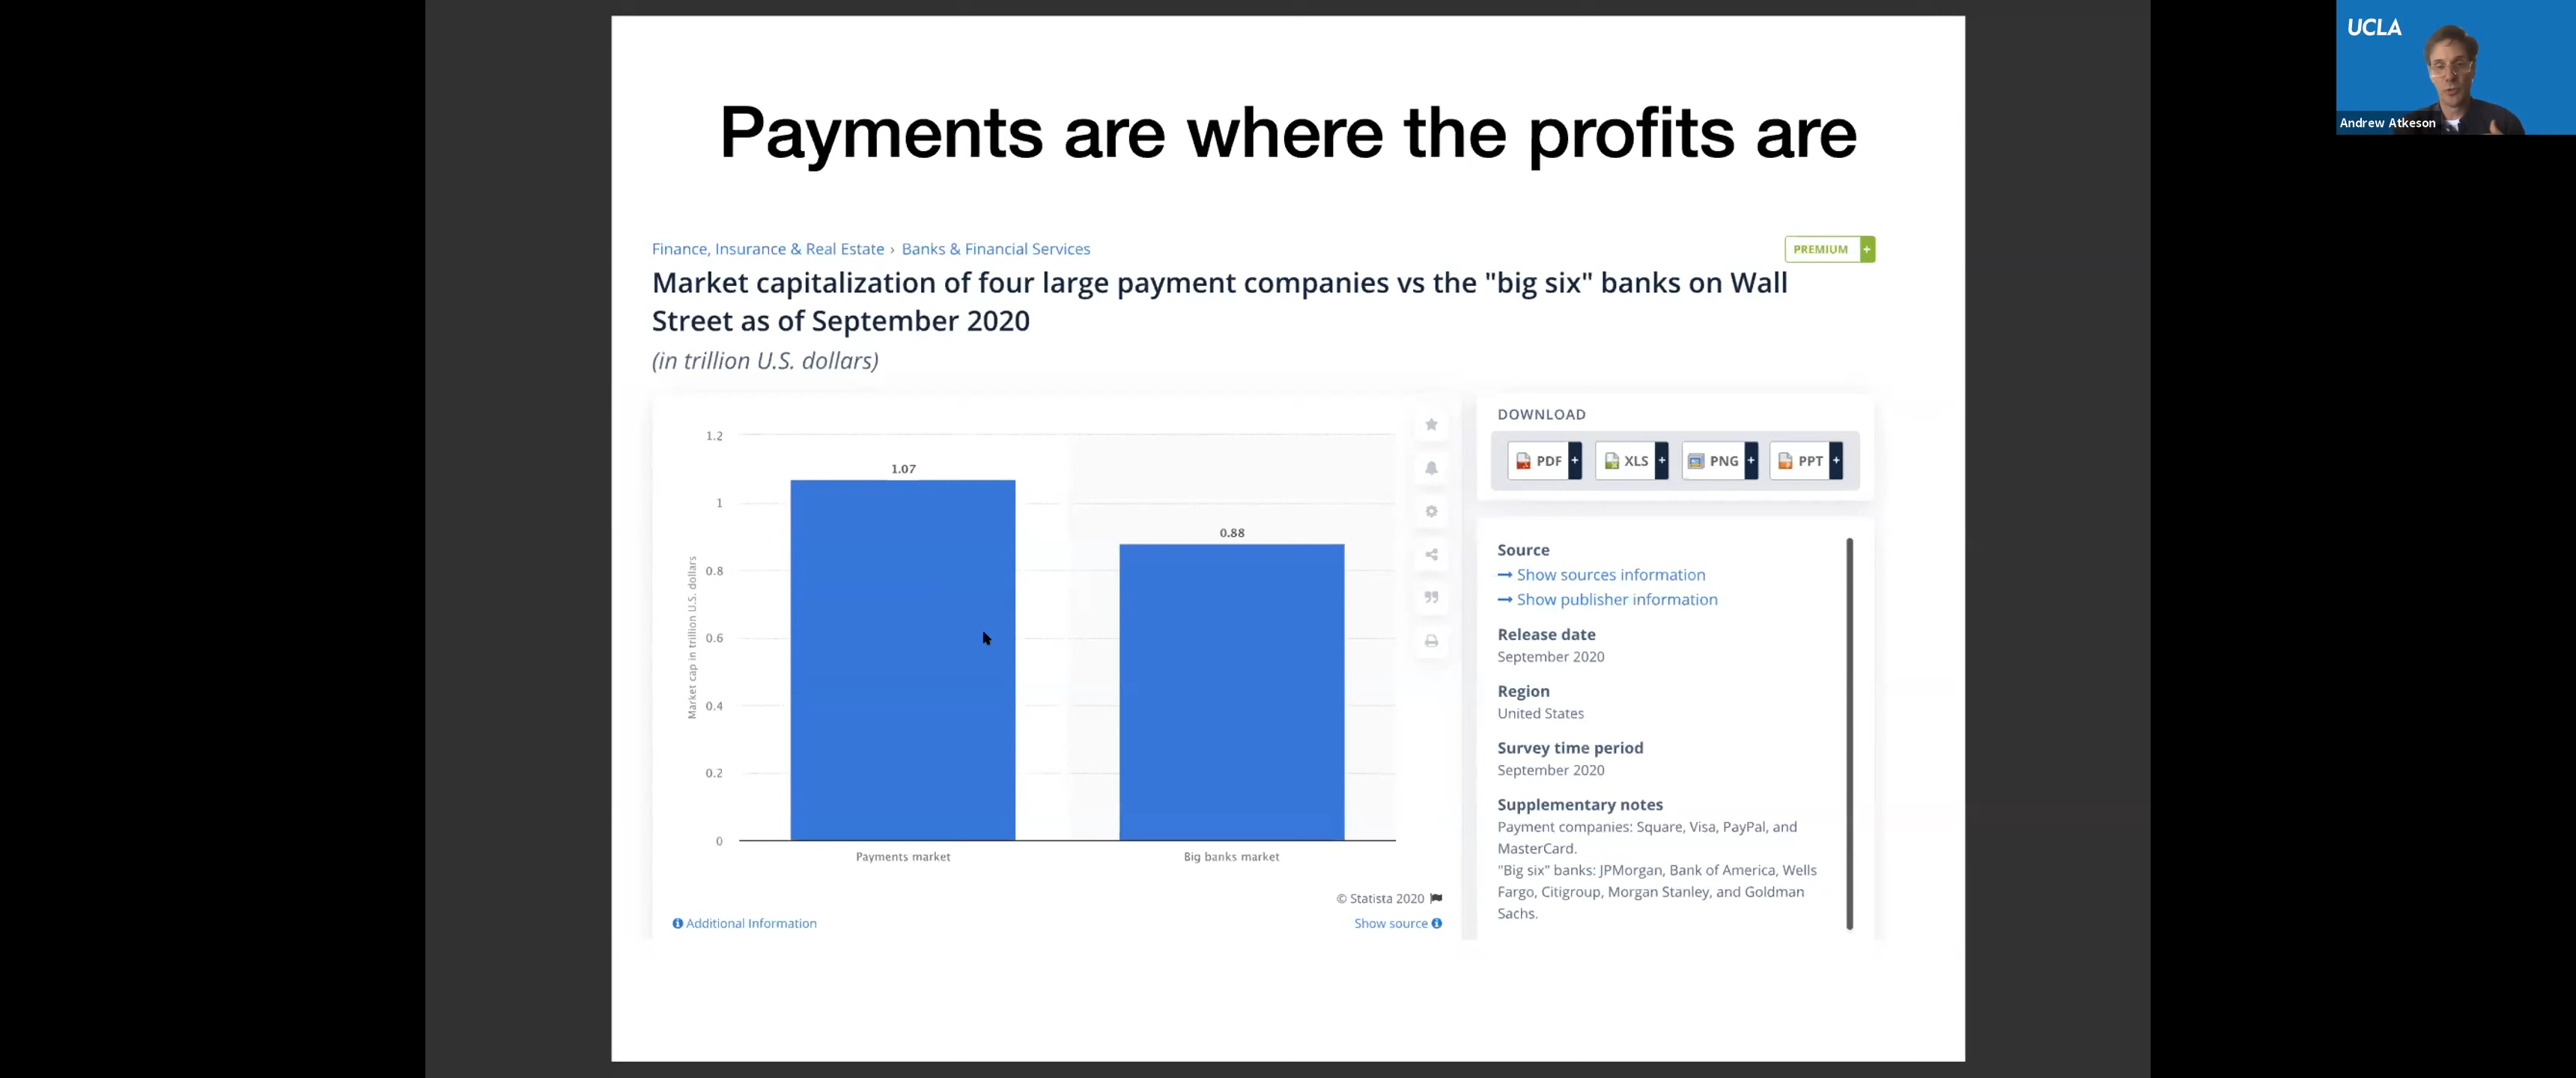 Payments are where the profits are
Finance, Insurance & Real Estate › Banks & Financial Services
PREMIUM +
Market capitalization of four large payment companies vs the "big six" banks on Wall
Street as of September 2020
(in trillion U.S. dollars)
Market cap in trillion U.S. dollars
1.2
1
0.8
0.6
0.4
0.2
0
1.07
0.88
Payments market
Big banks market
© Statista 2020
Additional Information
Show source
DOWNLOAD
PDF + XLS + PNG + PPT +
Source
→ Show sources information
→ Show publisher information
Release date
September 2020
Region
United States
Survey time period
September 2020
Supplementary notes
Payment companies: Square, Visa, PayPal, and
MasterCard.
"Big six" banks: JPMorgan, Bank of America, Wells
Fargo, Citigroup, Morgan Stanley, and Goldman
Sachs.
UCLA
Andrew Atkeson